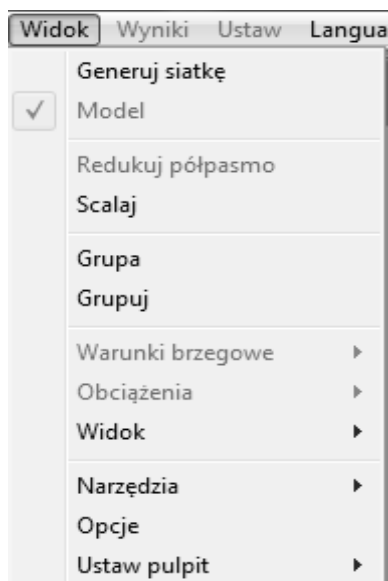 Widok Wyniki Ustaw Langua
Generuj siatkę
Model
Redukuj półpasmo
Scalaj
Grupa
Grupuj
Warunki brzegowe
Obciążenia
Widok
Narzędzia
Opcje
Ustaw pulpit